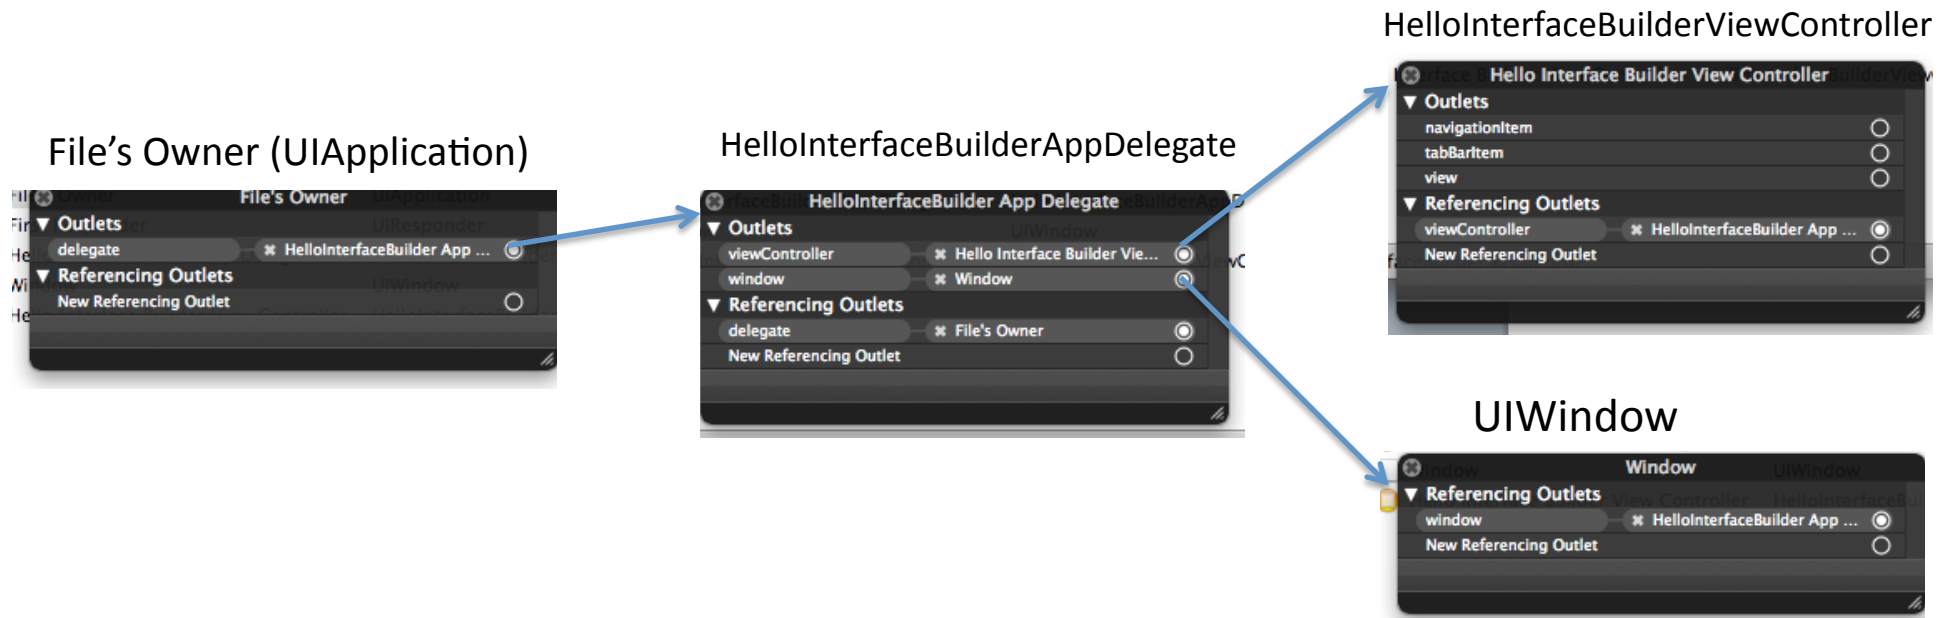 File's Owner (UIApplication)
File's Owner
Outlets
delegate
HelloInterfaceBuilder App ...
Referencing Outlets
New Referencing Outlet
HelloInterfaceBuilderAppDelegate
HelloInterfaceBuilder App Delegate
Outlets
viewController
Hello Interface Builder Vie...
window
Window
Referencing Outlets
delegate
File's Owner
New Referencing Outlet
HelloInterfaceBuilderViewController
Hello Interface Builder View Controller
Outlets
navigationItem
tabBarItem
view
Referencing Outlets
viewController
HelloInterfaceBuilder App ...
New Referencing Outlet
UIWindow
Window
Referencing Outlets
window
HelloInterfaceBuilder App ...
New Referencing Outlet